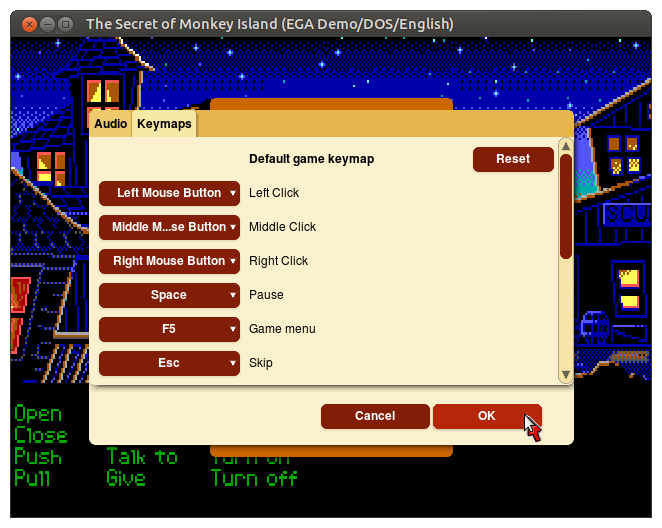 The Secret of Monkey Island (EGA Demo/DOS/English)
Audio Keymaps
Default game keymap Reset
Left Mouse Button Left Click
Middle M...se Button Middle Click
Right Mouse Button Right Click
Space Pause
F5 Game menu
Esc Skip
Cancel OK
Open
Close
Push Talk to Turn on
Pull Give Turn off